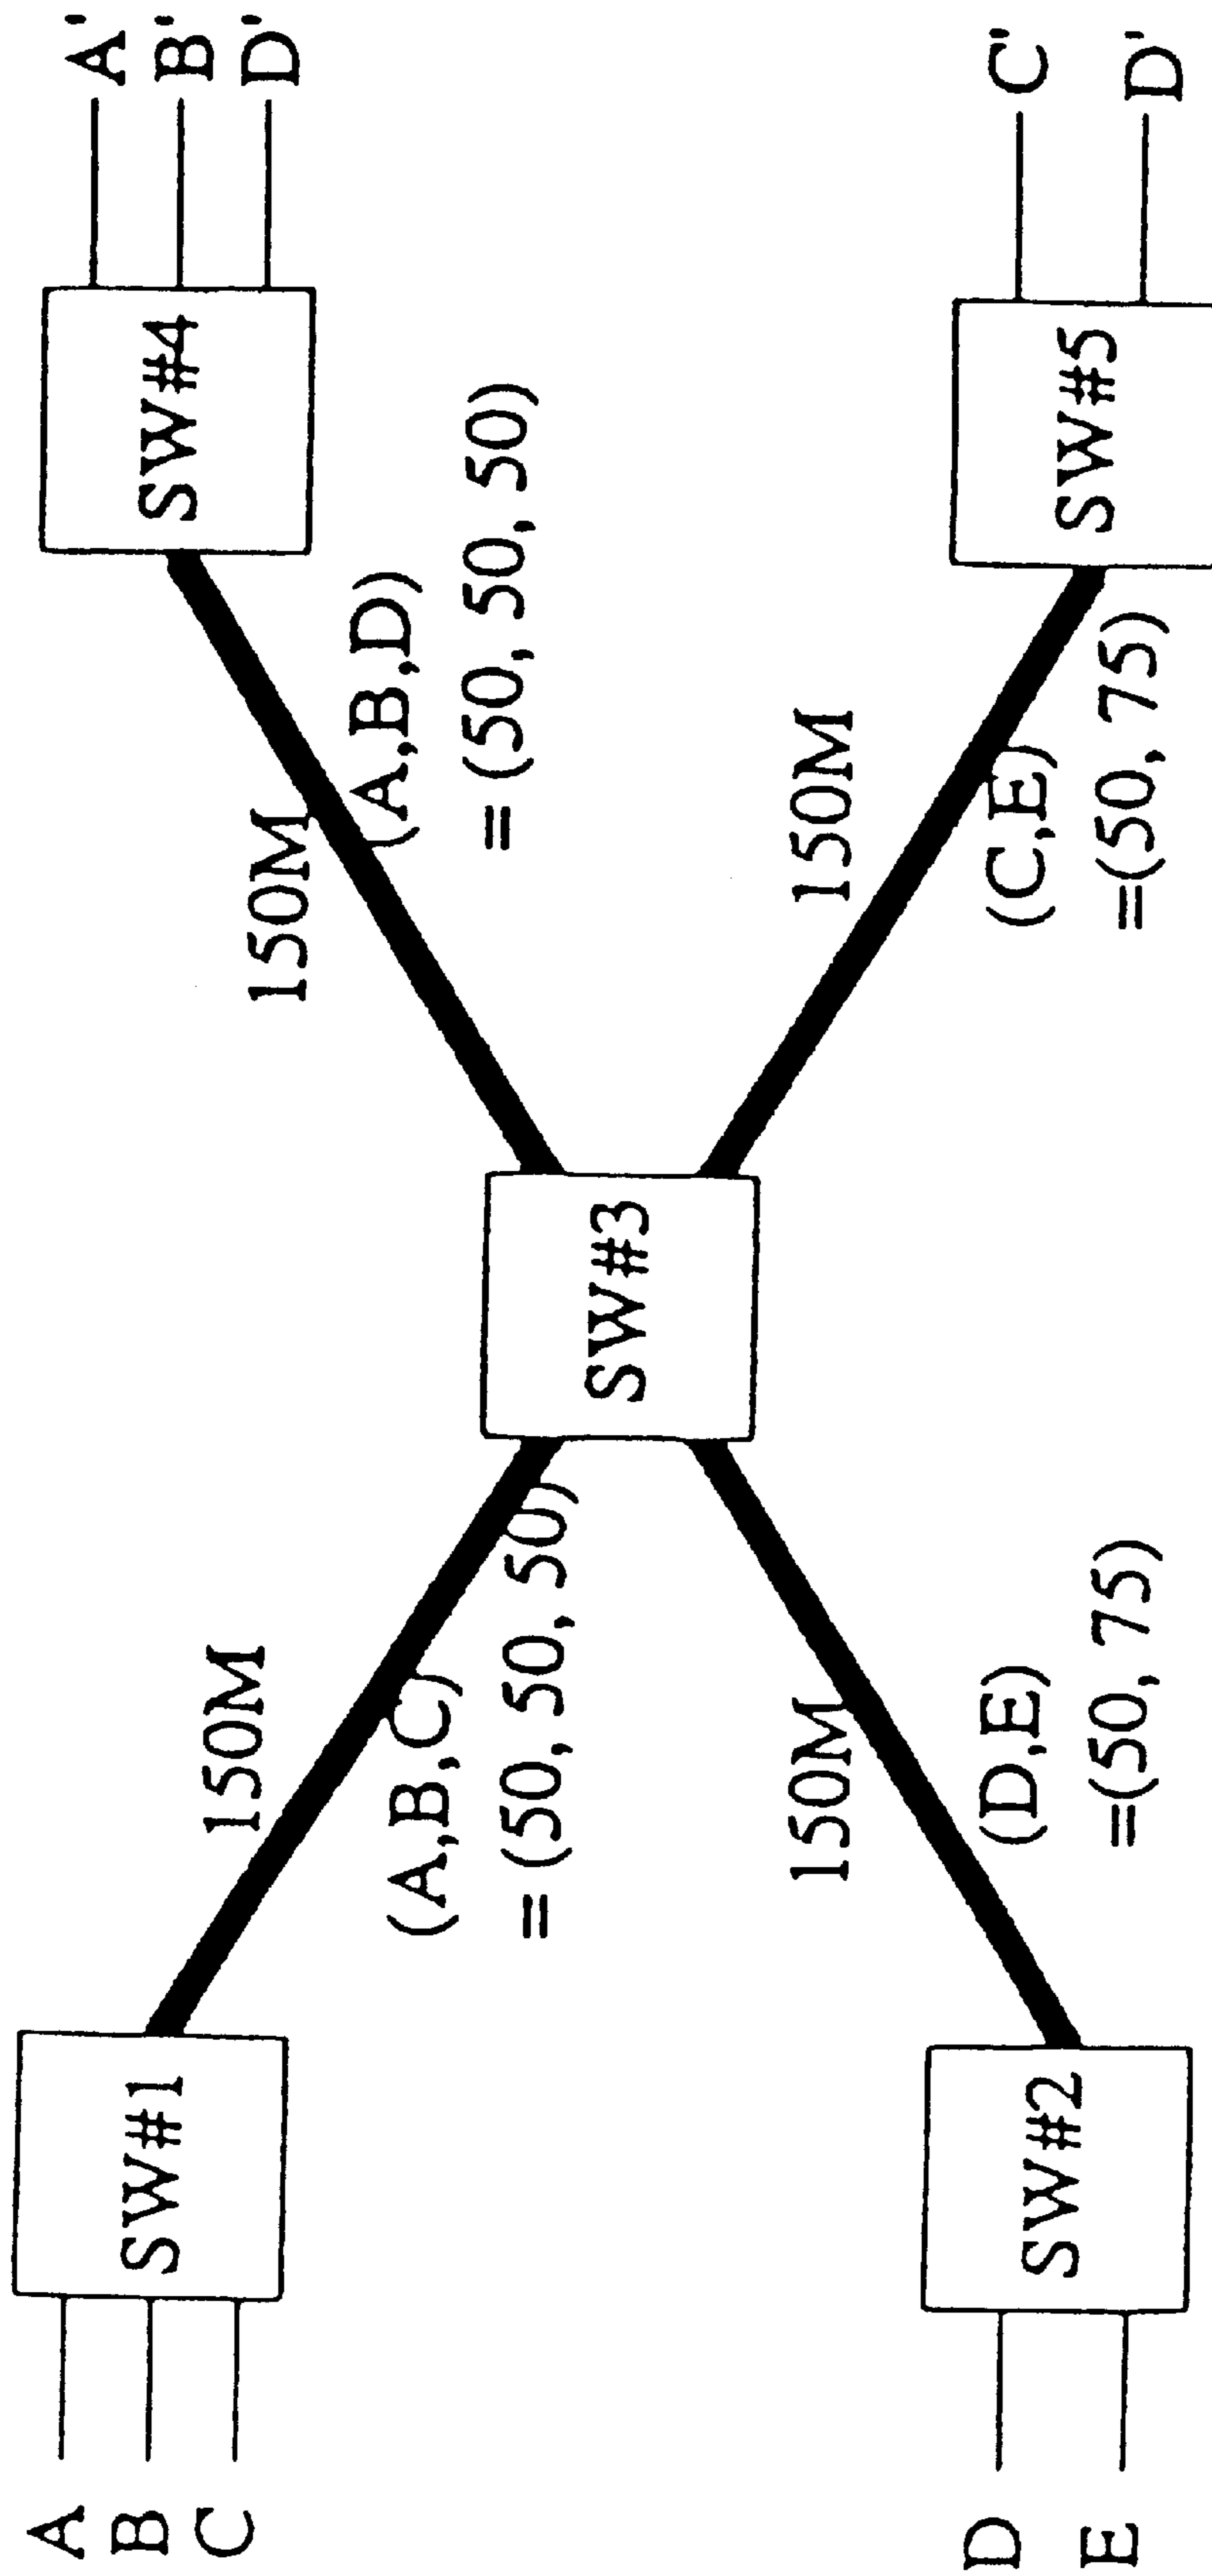 A
B
C
SW#1
150M
(A,B,C)
= (50, 50, 50)
D
E
SW#2
150M
(D,E)
=(50, 75)
SW#3
150M
(A,B,D)
= (50, 50, 50)
SW#4
A'
B'
D'
150M
(C,E)
=(50, 75)
SW#5
C'
D'